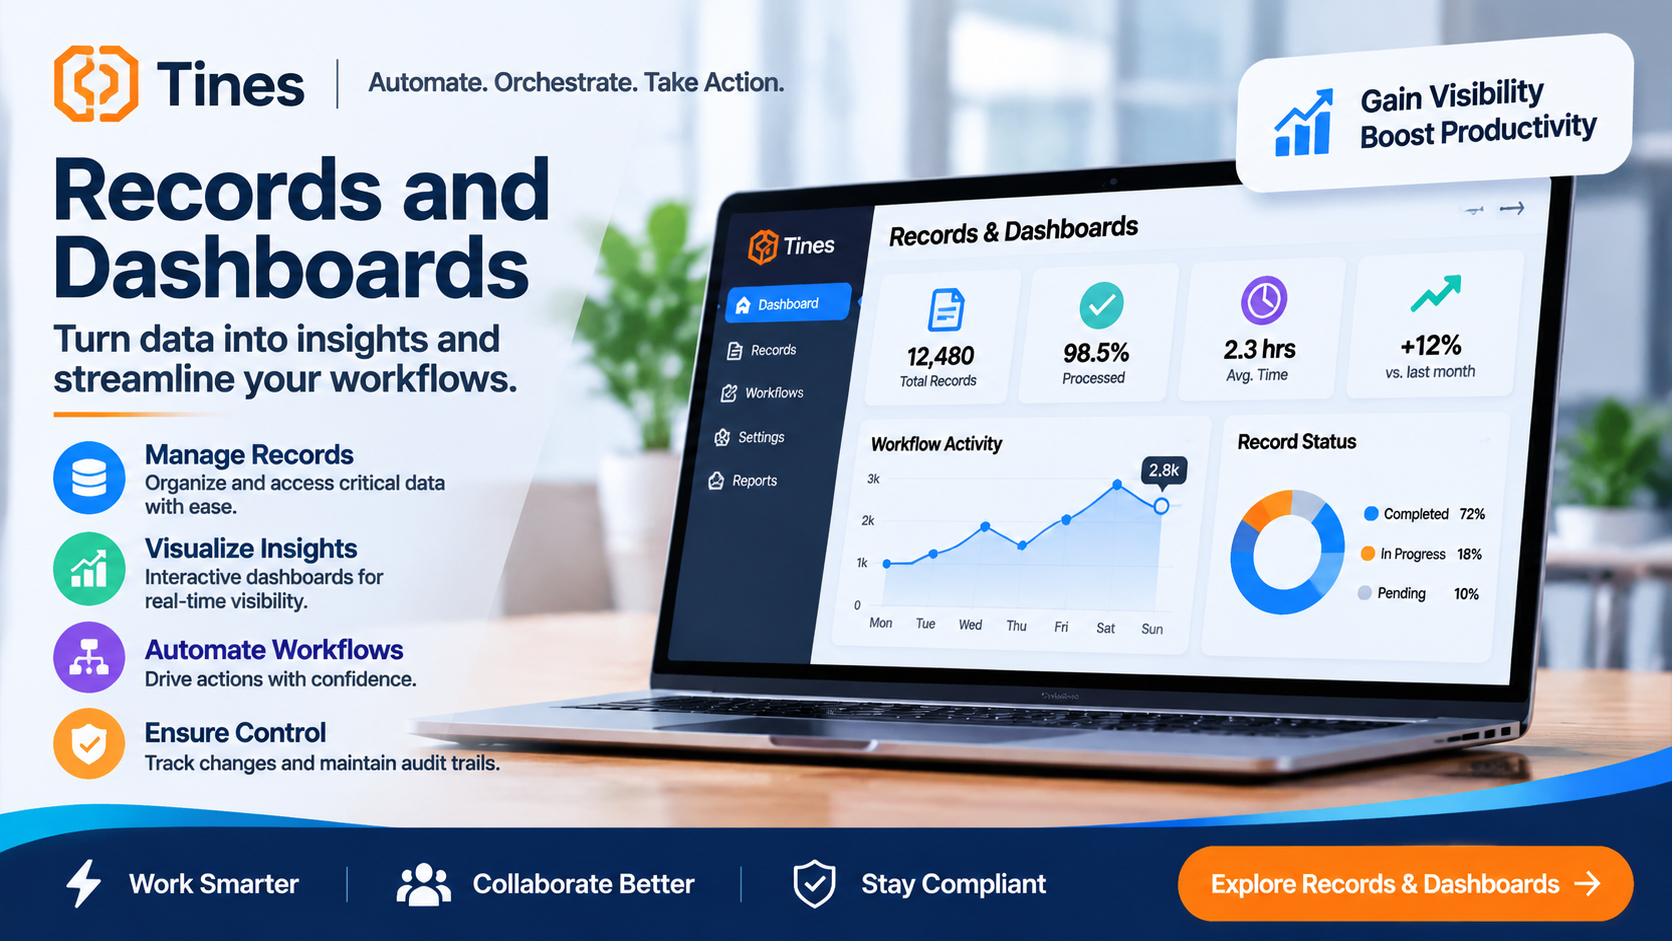 Tines
Automate. Orchestrate. Take Action.
Gain Visibility
Boost Productivity
Records and
Dashboards
Turn data into insights and
streamline your workflows.
Manage Records
Organize and access critical data
with ease.
Visualize Insights
Interactive dashboards for
real-time visibility.
Automate Workflows
Drive actions with confidence.
Ensure Control
Track changes and maintain audit trails.
Tines
Dashboard
Records
Workflows
Settings
Reports
Records & Dashboards
12,480
Total Records
98.5%
Processed
2.3 hrs
Avg. Time
+12%
vs. last month
Workflow Activity
2.8k
3k
2k
1k
0
Mon Tue Wed Thu Fri Sat Sun
Record Status
Completed 72%
In Progress 18%
Pending 10%
Work Smarter
Collaborate Better
Stay Compliant
Explore Records & Dashboards